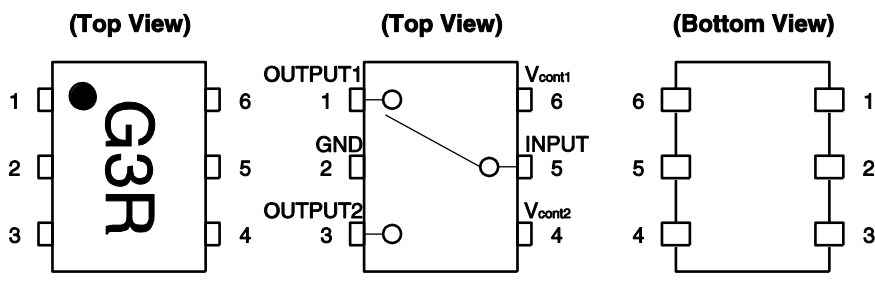 (Top View)
1
2
3
G3R
6
5
4
(Top View)
OUTPUT1
1
GND
2
OUTPUT2
3
Vcont1
6
INPUT
5
Vcont2
4
(Bottom View)
6
5
4
1
2
3